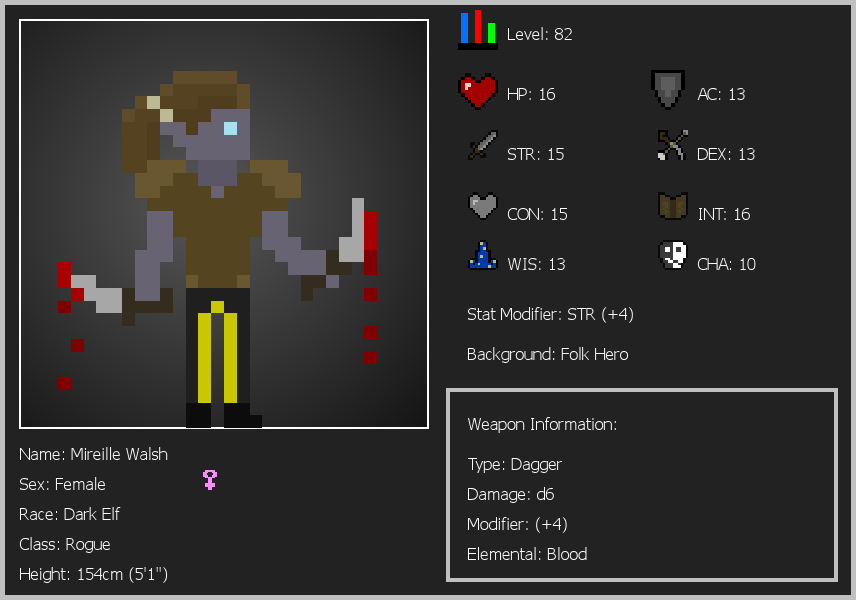 Level: 82
HP: 16
AC: 13
STR: 15
DEX: 13
CON: 15
INT: 16
WIS: 13
CHA: 10
Stat Modifier: STR (+4)
Background: Folk Hero
Weapon Information:
Type: Dagger
Damage: d6
Modifier: (+4)
Elemental: Blood
Name: Mireille Walsh
Sex: Female
Race: Dark Elf
Class: Rogue
Height: 154cm (5'1")